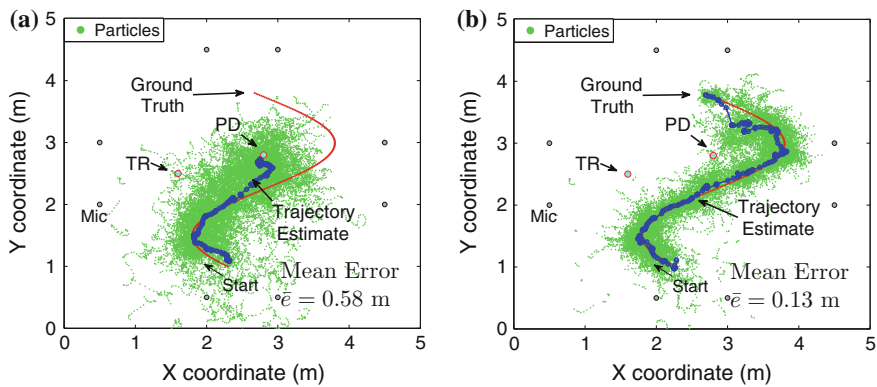 (a)
Particles
5
4
3
2
1
0
Y coordinate (m)
Ground
Truth
PD
TR
Mic
Trajectory
Estimate
Start
Mean Error
ē = 0.58 m
0 1 2 3 4 5
X coordinate (m)
(b)
Particles
5
4
3
2
1
0
Y coordinate (m)
Ground
Truth
PD
TR
Mic
Trajectory
Estimate
Start
Mean Error
ē = 0.13 m
0 1 2 3 4 5
X coordinate (m)